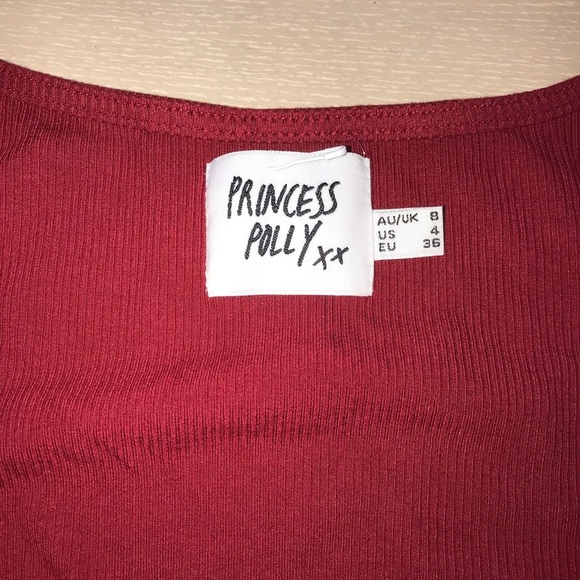 PRINCESS
POLLY xx
AU/UK 8
US 4
EU 36